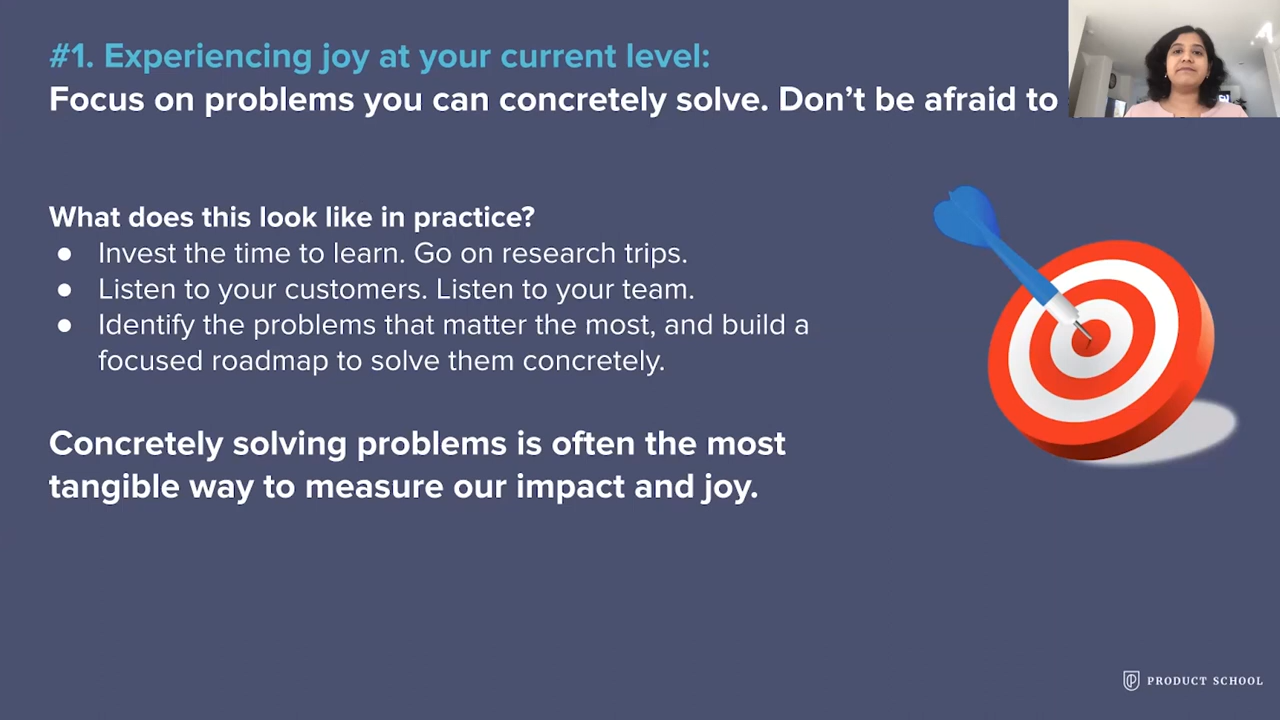 #1. Experiencing joy at your current level:
Focus on problems you can concretely solve. Don’t be afraid to
What does this look like in practice?
● Invest the time to learn. Go on research trips.
● Listen to your customers. Listen to your team.
● Identify the problems that matter the most, and build a
focused roadmap to solve them concretely.
Concretely solving problems is often the most
tangible way to measure our impact and joy.
PRODUCT SCHOOL